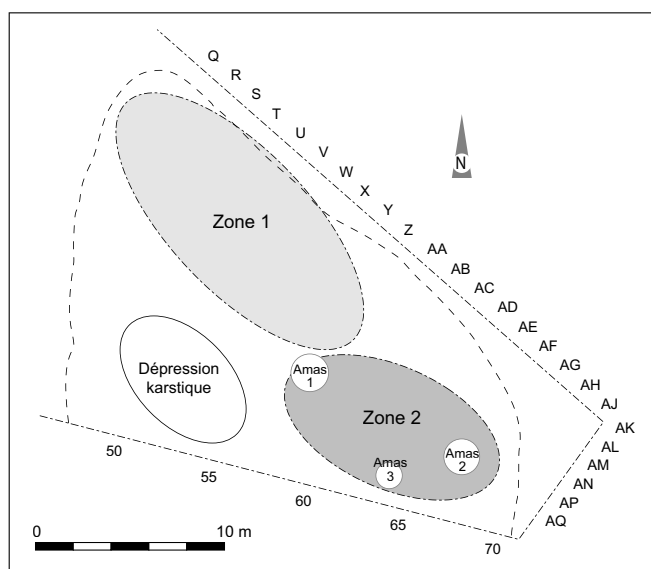 Q
R
S
T
U
V
W
X
Y
Z
AA
AB
AC
AD
AE
AF
AG
AH
AJ
AK
AL
AM
AN
AP
AQ
N
Zone 1
Dépression
karstique
Amas
1
Zone 2
Amas
2
Amas
3
50
55
60
65
70
0 10 m